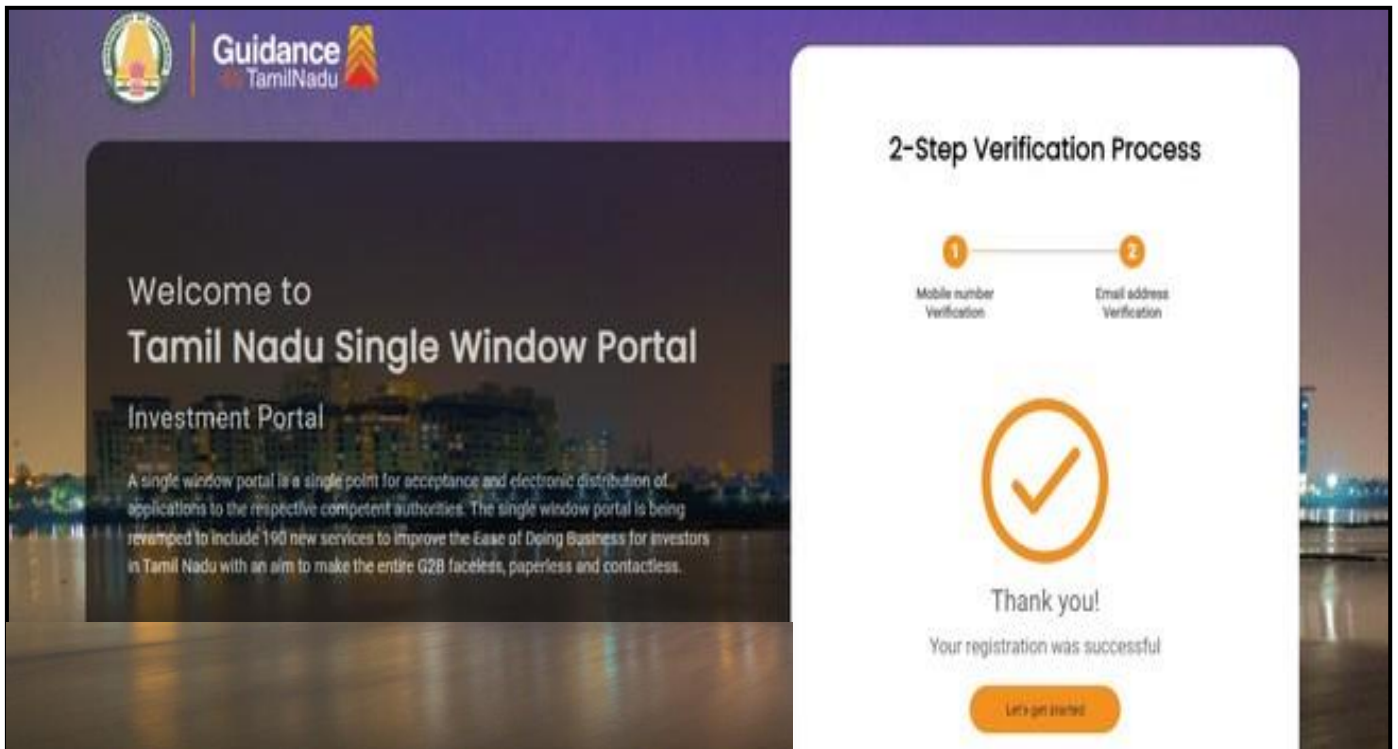 Guidance
TamilNadu
Welcome to
Tamil Nadu Single Window Portal
Investment Portal
A single window portal is a single point for acceptance and electronic distribution of
applications to the respective competent authorities. The single window portal is being
revamped to include 190 new services to improve the Ease of Doing Business for investors
in Tamil Nadu with an aim to make the entire G2B faceless, paperless and contactless.
2-Step Verification Process
1
2
Mobile number
Verification
Email address
Verification
Thank you!
Your registration was successful
Let's get started